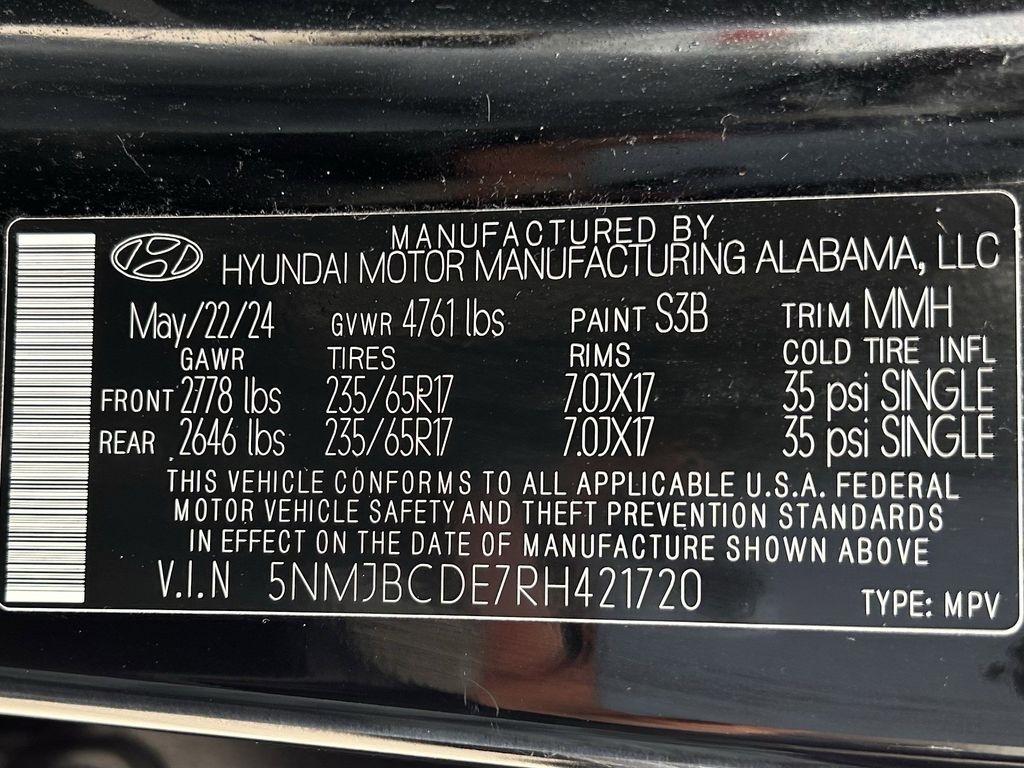 MANUFACTURED BY
HYUNDAI MOTOR MANUFACTURING ALABAMA, LLC
May/22/24 GVWR 4761 lbs PAINT S3B TRIM MMH
GAWR TIRES RIMS COLD TIRE INFL
FRONT 2778 lbs 235/65R17 7.0JX17 35 psi SINGLE
REAR 2646 lbs 235/65R17 7.0JX17 35 psi SINGLE
THIS VEHICLE CONFORMS TO ALL APPLICABLE U.S.A. FEDERAL
MOTOR VEHICLE SAFETY AND THEFT PREVENTION STANDARDS
IN EFFECT ON THE DATE OF MANUFACTURE SHOWN ABOVE
V.I.N 5NMJBCDE7RH421720
TYPE: MPV